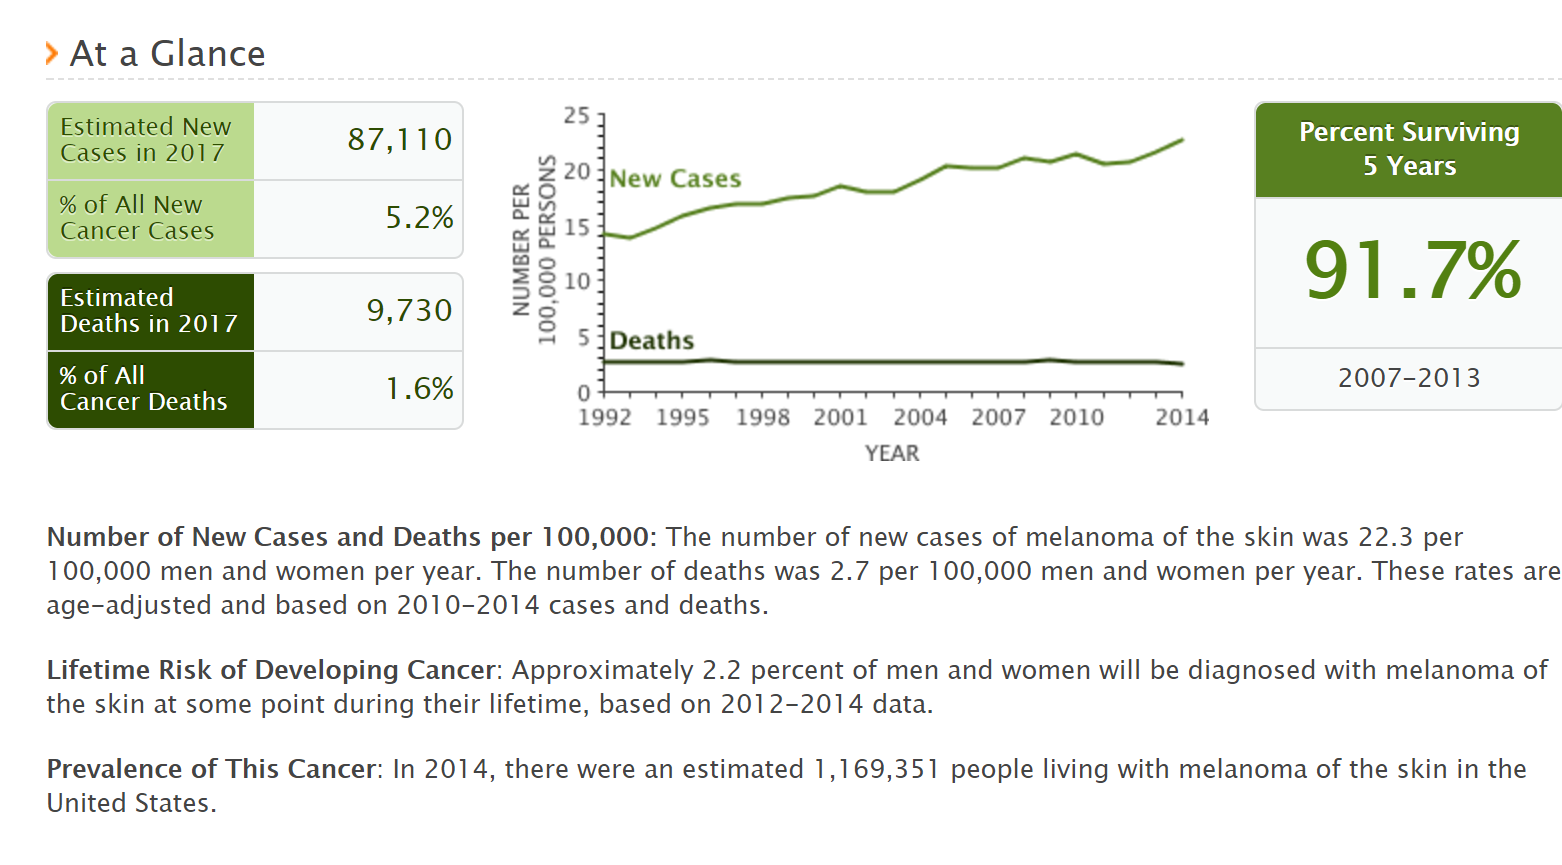 At a Glance
Estimated New
Cases in 2017
87,110
% of All New
Cancer Cases
5.2%
Estimated
Deaths in 2017
9,730
% of All
Cancer Deaths
1.6%
NUMBER PER
100,000 PERSONS
25
20
15
10
5
0
New Cases
Deaths
1992 1995 1998 2001 2004 2007 2010 2014
YEAR
Percent Surviving
5 Years
91.7%
2007–2013
Number of New Cases and Deaths per 100,000: The number of new cases of melanoma of the skin was 22.3 per
100,000 men and women per year. The number of deaths was 2.7 per 100,000 men and women per year. These rates are
age-adjusted and based on 2010–2014 cases and deaths.
Lifetime Risk of Developing Cancer: Approximately 2.2 percent of men and women will be diagnosed with melanoma of
the skin at some point during their lifetime, based on 2012–2014 data.
Prevalence of This Cancer: In 2014, there were an estimated 1,169,351 people living with melanoma of the skin in the
United States.